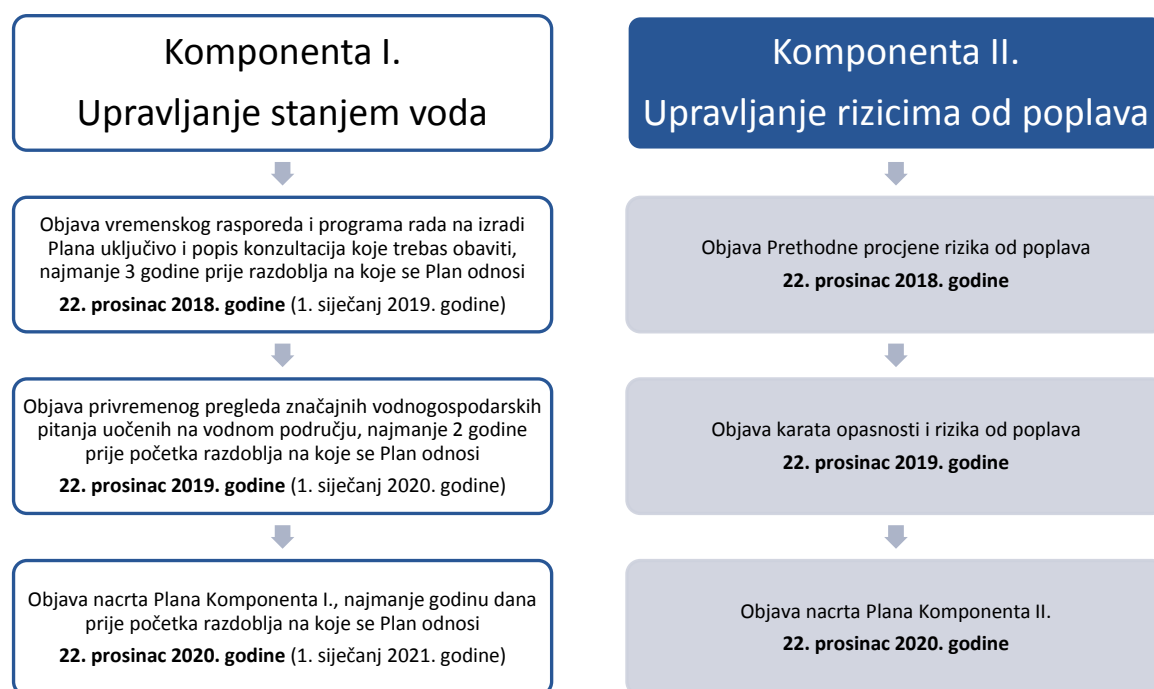 Komponenta I.
Upravljanje stanjem voda
Objava vremenskog rasporeda i programa rada na izradi
Plana uključivo i popis konzultacija koje trebas obaviti,
najmanje 3 godine prije razdoblja na koje se Plan odnosi
22. prosinac 2018. godine (1. siječanj 2019. godine)
Objava privremenog pregleda značajnih vodnogospodarskih
pitanja uočenih na vodnom području, najmanje 2 godine
prije početka razdoblja na koje se Plan odnosi
22. prosinac 2019. godine (1. siječanj 2020. godine)
Objava nacrta Plana Komponenta I., najmanje godinu dana
prije početka razdoblja na koje se Plan odnosi
22. prosinac 2020. godine (1. siječanj 2021. godine)
Komponenta II.
Upravljanje rizicima od poplava
Objava Prethodne procjene rizika od poplava
22. prosinac 2018. godine
Objava karata opasnosti i rizika od poplava
22. prosinac 2019. godine
Objava nacrta Plana Komponenta II.
22. prosinac 2020. godine